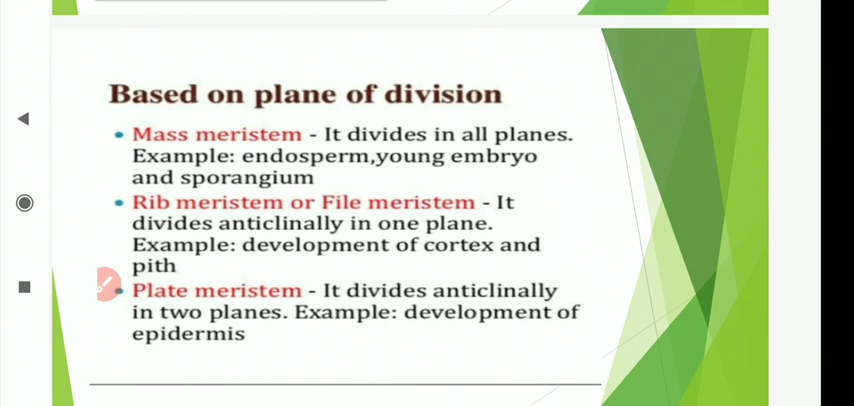 Based on plane of division
Mass meristem - It divides in all planes.
Example: endosperm,young embryo
and sporangium
Rib meristem or File meristem - It
divides anticlinally in one plane.
Example: development of cortex and
pith
Plate meristem - It divides anticlinally
in two planes. Example: development of
epidermis